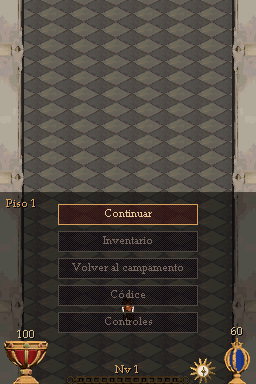 Piso 1
Continuar
Inventario
Volver al campamento
Códice
Controles
100
60
Nv 1